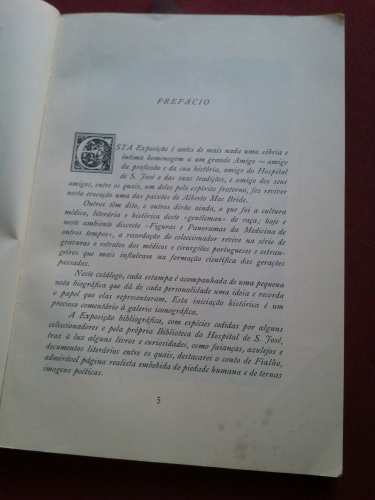 PREFÁCIO
ESTA Exposição é antes de mais nada uma sóbria e
íntima homenagem a um grande Amigo — amigo
da profissão e da sua história, amigo do Hospital
de S. José e das suas tradições, e amigo dos seus
amigos, entre os quais, um deles pelo espírito fraterno, fez reviver
nesta evocação uma das paixões de Alberto Mac Bride.
Outros têm dito, e outros dirão ainda, o que foi a cultura
médica, literária e histórica deste «gentleman» de raça; hoje e
neste ambiente discreto «Figuras e Panoramas da Medicina de
outros tempos», a recordação do coleccionador revive na série de
gravuras e retratos dos médicos e cirurgiões portugueses e estran-
geiros que mais influíram na formação científica das gerações
passadas.
Neste catálogo, cada estampa é acompanhada de uma pequena
nota biográfica que dá de cada personalidade uma ideia e recorda
o papel que elas representaram. Esta iniciação histórica é um
precioso comentário à galeria iconográfica.
A Exposição bibliográfica, com espécies cedidas por alguns
coleccionadores e pela própria Biblioteca do Hospital de S. José,
traz à luz alguns livros e curiosidades, como faianças, azulejos e
documentos literários entre os quais, destacarei o conto de Fialho,
admirável página realista embebida de piedade humana e de ternas
imagens poéticas.
5